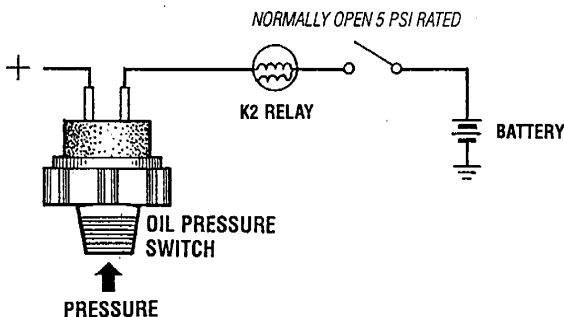 NORMALLY OPEN 5 PSI RATED
+
K2 RELAY
BATTERY
OIL PRESSURE
SWITCH
PRESSURE